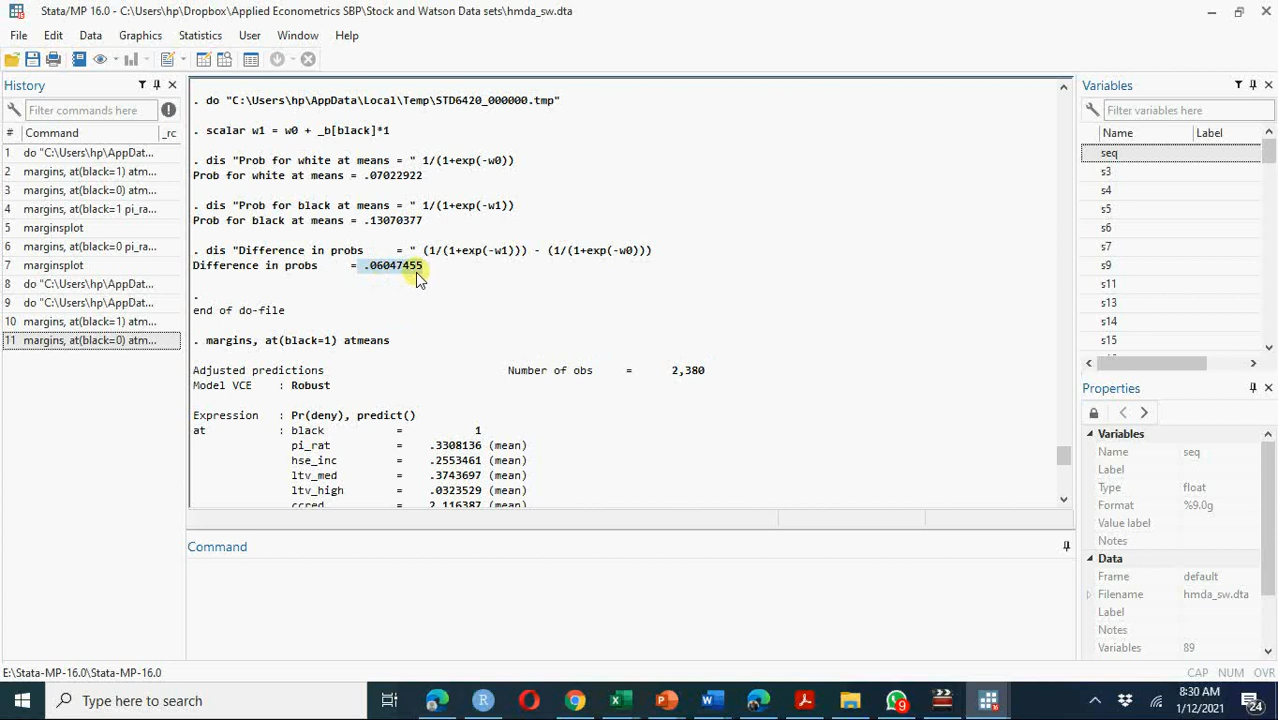 Stata/MP 16.0 - C:\Users\hp\Dropbox\Applied Econometrics SBP\Stock and Watson Data sets\hmda_sw.dta
File Edit Data Graphics Statistics User Window Help
History
Filter commands here
# Command _rc
1 do "C:\Users\hp\AppDat...
2 margins, at(black=1) atm...
3 margins, at(black=0) atm...
4 margins, at(black=1 pi_ra...
5 marginsplot
6 margins, at(black=0 pi_ra...
7 marginsplot
8 do "C:\Users\hp\AppDat...
9 do "C:\Users\hp\AppDat...
10 margins, at(black=1) atm...
11 margins, at(black=0) atm...
. do "C:\Users\hp\AppData\Local\Temp\STD6420_000000.tmp"
. scalar w1 = w0 + _b[black]*1
. dis "Prob for white at means = " 1/(1+exp(-w0))
Prob for white at means = .07022922
. dis "Prob for black at means = " 1/(1+exp(-w1))
Prob for black at means = .13070377
. dis "Difference in probs = " (1/(1+exp(-w1))) - (1/(1+exp(-w0)))
Difference in probs = .06047455
.
end of do-file
. margins, at(black=1) atmeans
Adjusted predictions Number of obs = 2,380
Model VCE : Robust
Expression : Pr(deny), predict()
at : black = 1
pi_rat = .3308136 (mean)
hse_inc = .2553461 (mean)
ltv_med = .3743697 (mean)
ltv_high = .0323529 (mean)
ccred 2.116387 (mean)
Command
Variables
Filter variables here
Name Label
seq
s3
s4
s5
s6
s7
s9
s11
s13
s14
s15
Properties
Variables
Name seq
Label
Type float
Format %9.0g
Value label
Notes
Data
Frame default
Filename hmda_sw.dta
Label
Notes
Variables 89
E:\Stata-MP-16.0\Stata-MP-16.0
CAP NUM OVR
Type here to search
R
9
16
8:30 AM
1/12/2021
24